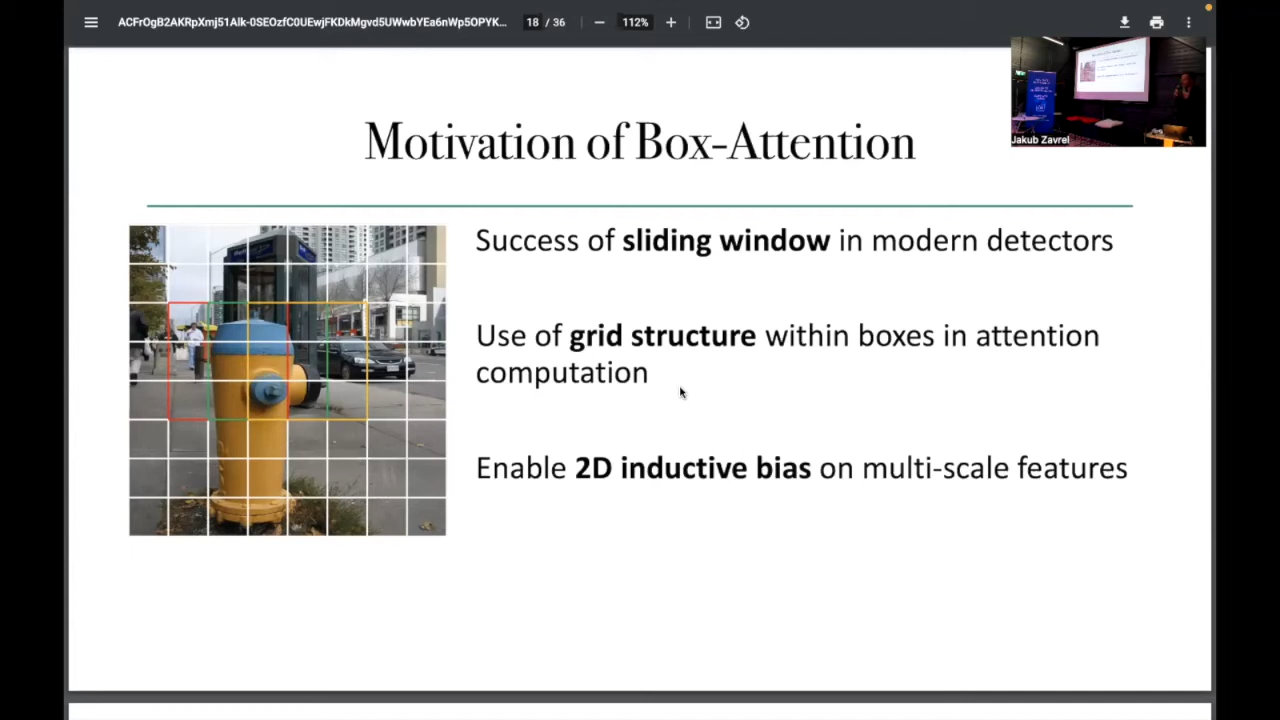 ACFrOgB2AKRpXmj51Alk-0SEOzfC0UEwjFKDkMgvd5UWwbYEa6nWp5OPYK...
18 / 36
112%
Jakub Zavrel
Motivation of Box-Attention
Success of sliding window in modern detectors
Use of grid structure within boxes in attention
computation
Enable 2D inductive bias on multi-scale features